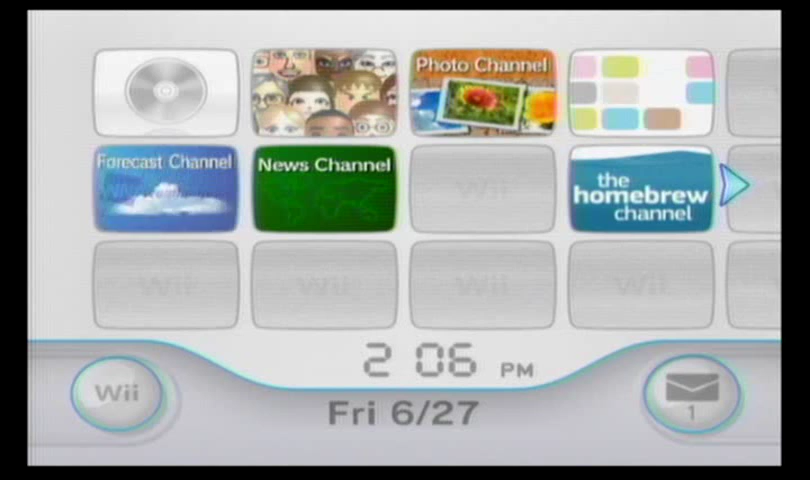 Photo Channel
Forecast Channel
News Channel
Wii
the
homebrew
channel
Wii
Wii
Wii
Wii
2 06 PM
Wii
Fri 6/27
1